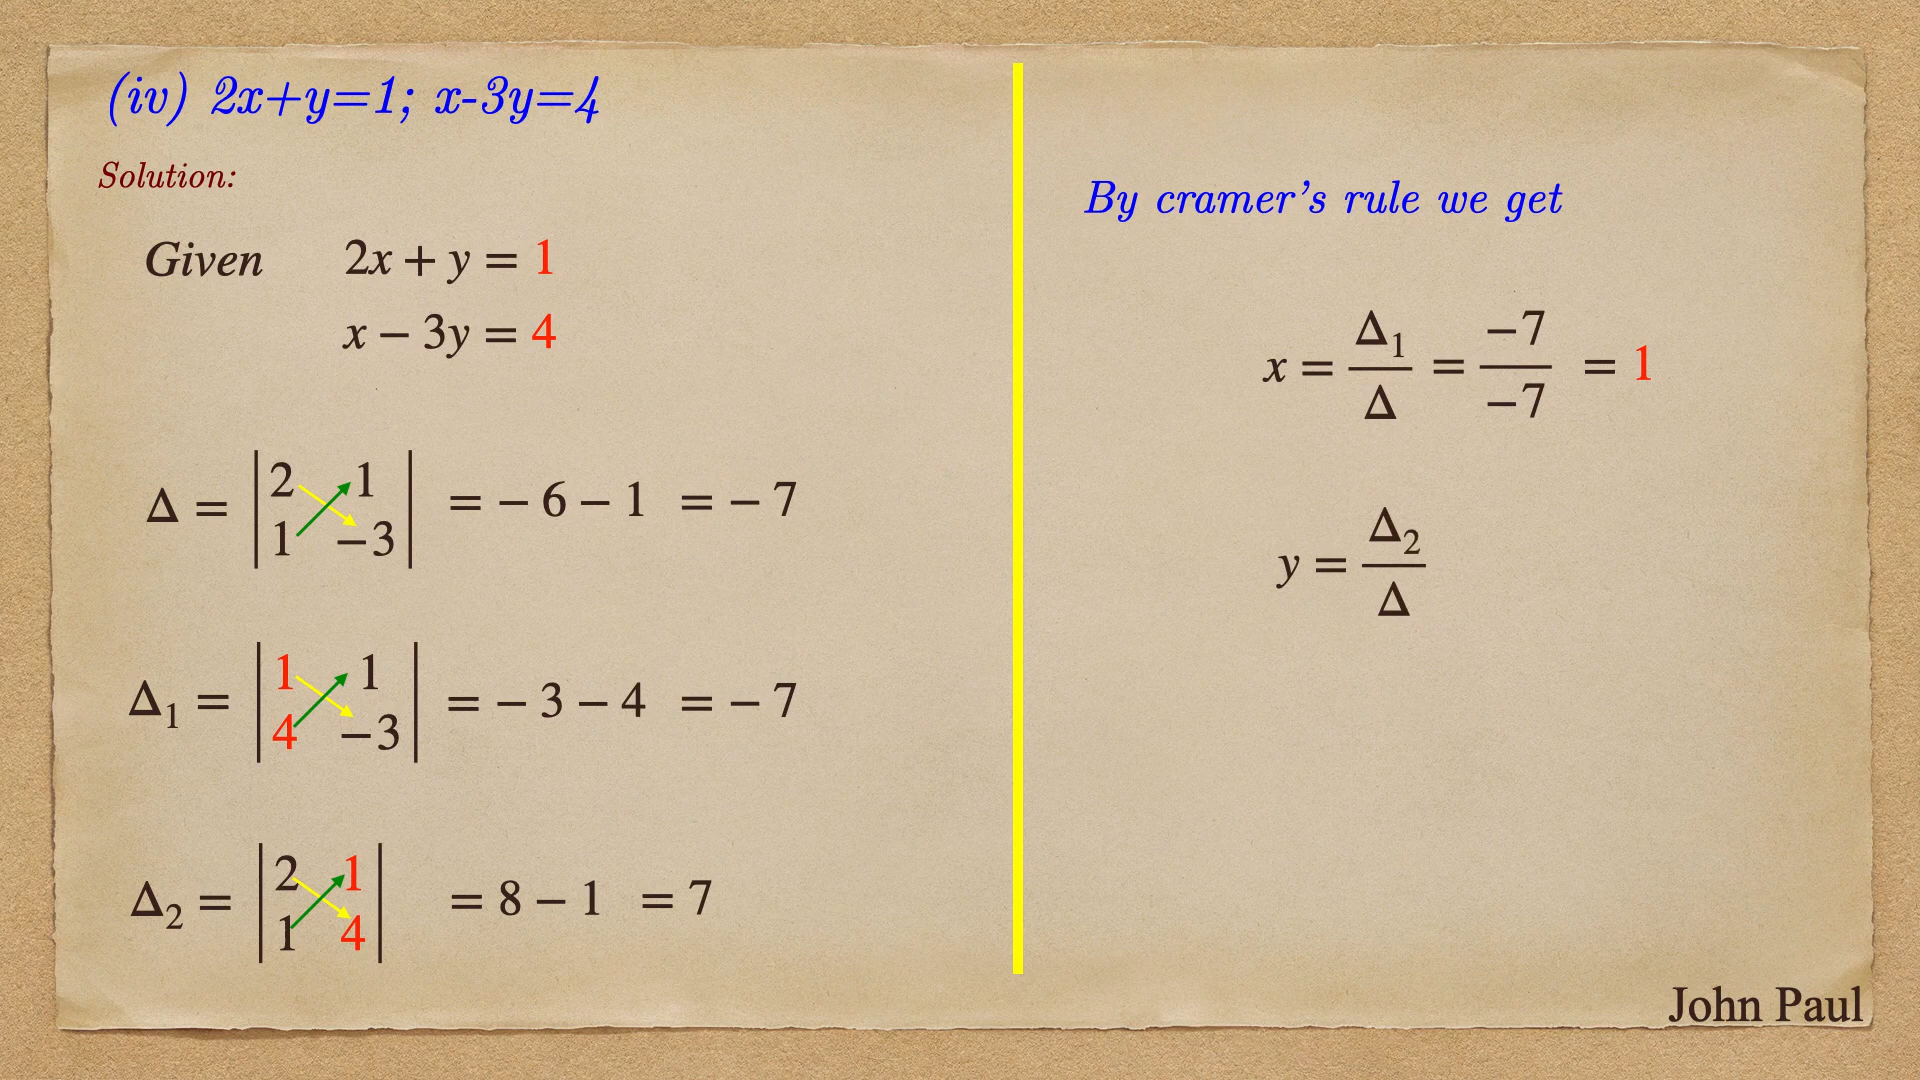 (iv) 2x+y=1; x-3y=4
Solution:
Given 2x + y = 1
x − 3y = 4
Δ = |2 1; 1 −3| = − 6 − 1 = − 7
Δ₁ = |1 1; 4 −3| = − 3 − 4 = − 7
Δ₂ = |2 1; 1 4| = 8 − 1 = 7
By cramer's rule we get
x = Δ₁/Δ = −7/−7 = 1
y = Δ₂/Δ
John Paul